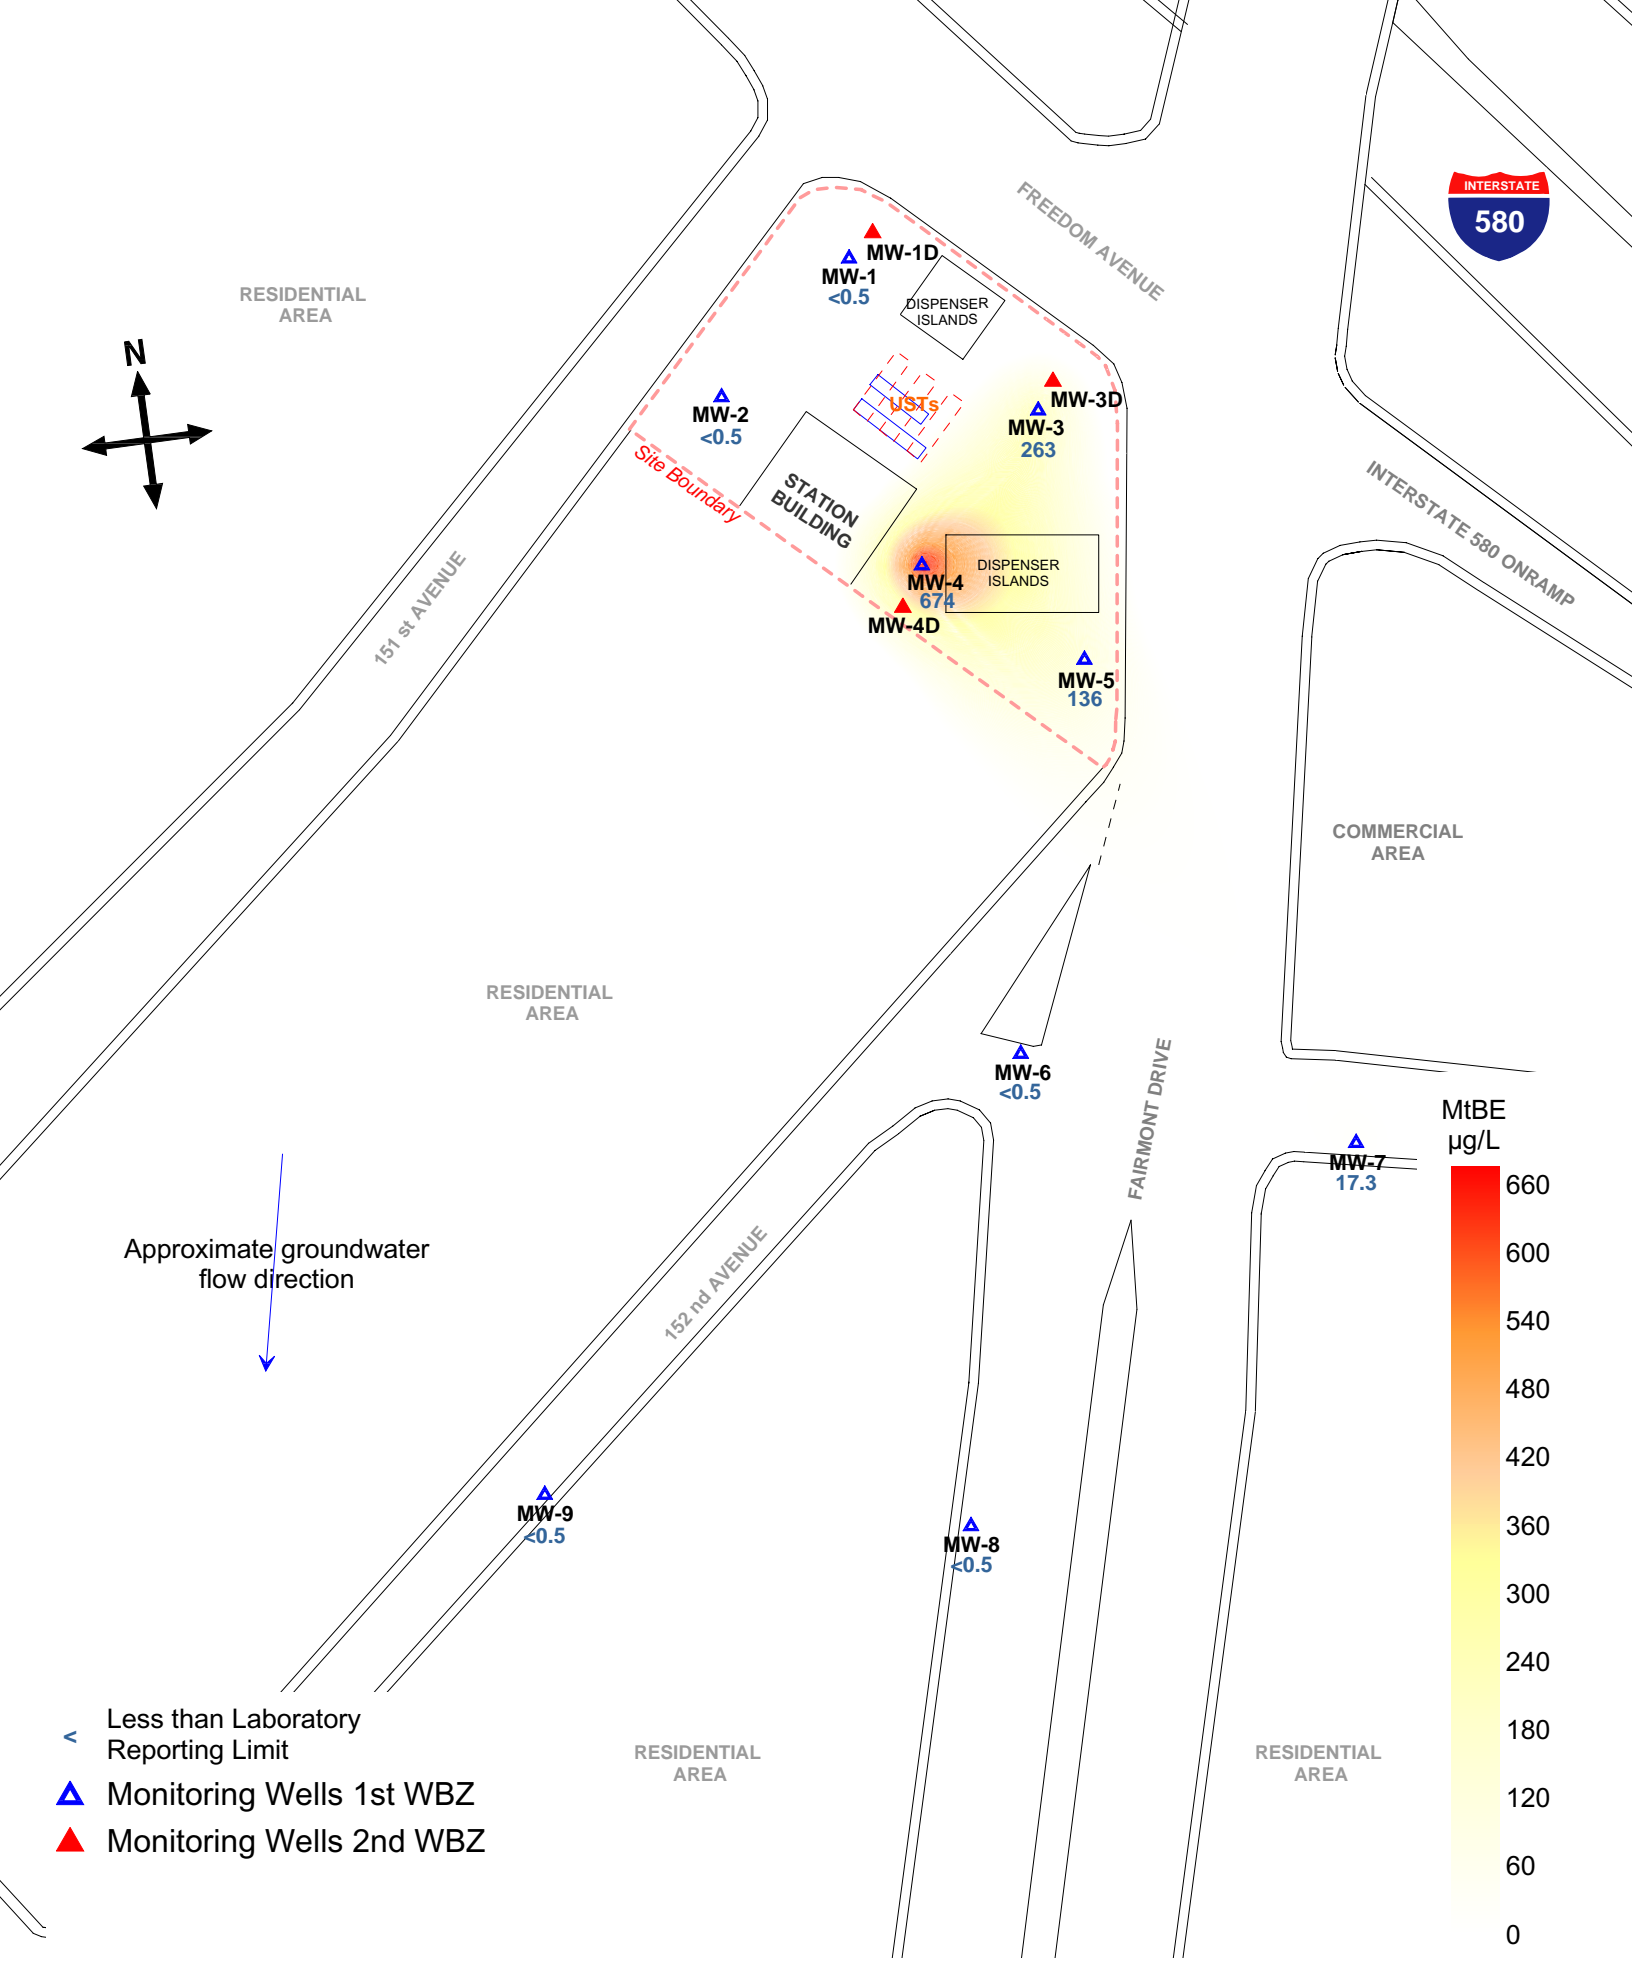 INTERSTATE
580
FREEDOM AVENUE
MW-1D
MW-1
<0.5
DISPENSER
ISLANDS
RESIDENTIAL
AREA
N
MW-2
<0.5
USTs
MW-3D
MW-3
263
Site Boundary
STATION
BUILDING
INTERSTATE 580 ONRAMP
MW-4
674
MW-4D
DISPENSER
ISLANDS
151 st AVENUE
MW-5
136
COMMERCIAL
AREA
RESIDENTIAL
AREA
MW-6
<0.5
FAIRMONT DRIVE
MW-7
17.3
MtBE
µg/L
660
600
540
480
420
360
300
240
180
120
60
0
Approximate groundwater
flow direction
152 nd AVENUE
MW-9
<0.5
MW-8
<0.5
< Less than Laboratory
Reporting Limit
Monitoring Wells 1st WBZ
Monitoring Wells 2nd WBZ
RESIDENTIAL
AREA
RESIDENTIAL
AREA